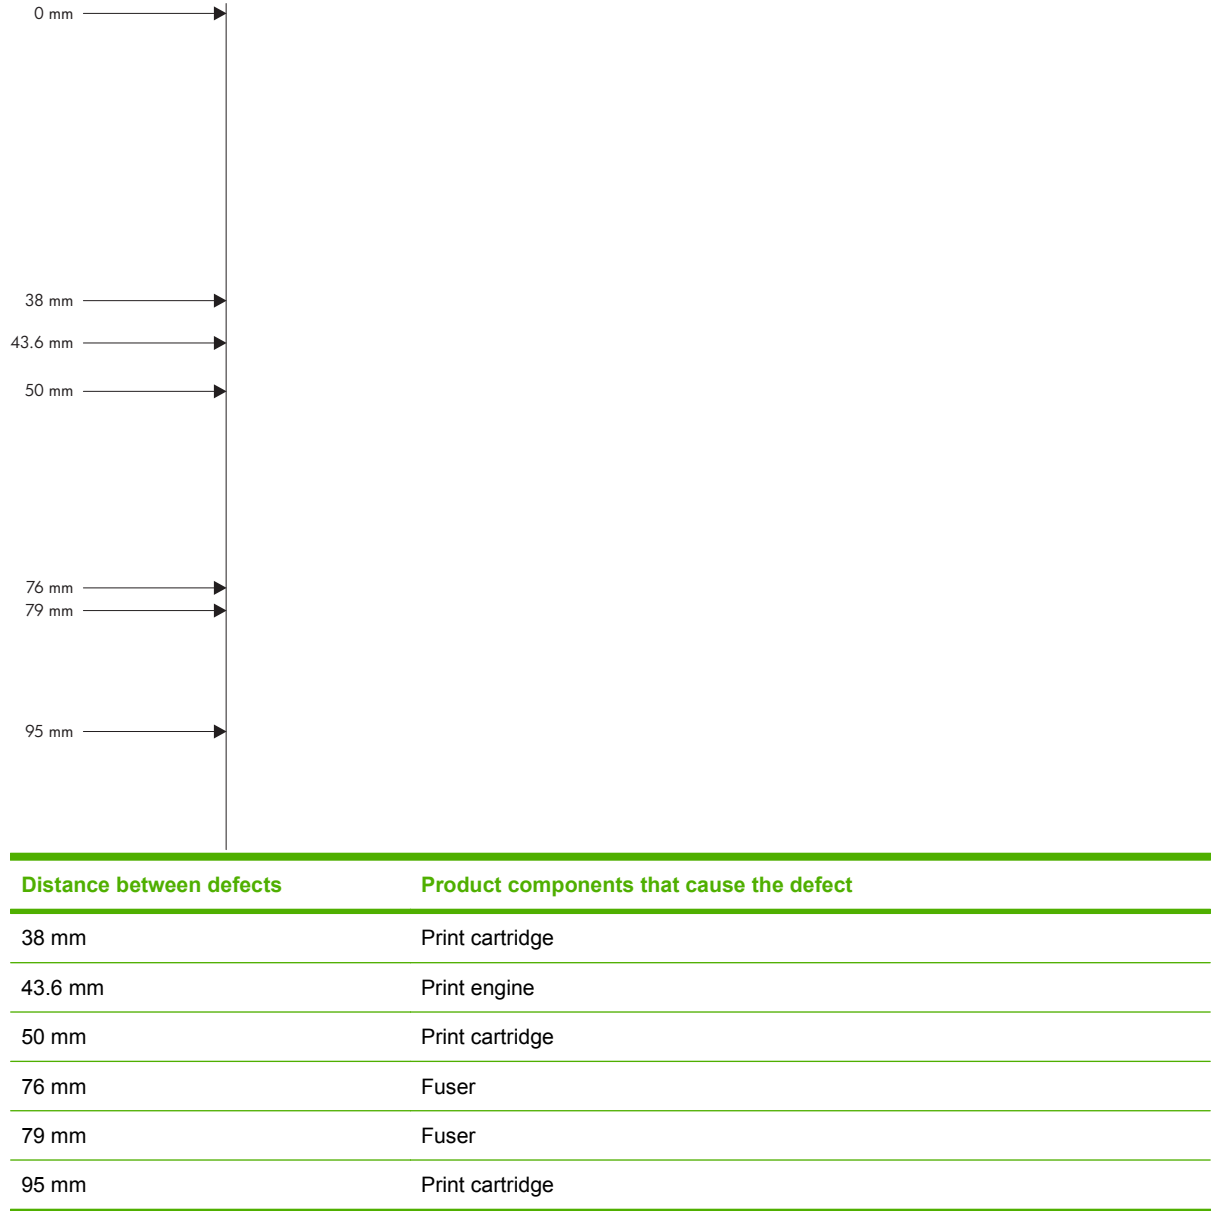 0 mm
38 mm
43.6 mm
50 mm
76 mm
79 mm
95 mm
Distance between defects Product components that cause the defect
38 mm Print cartridge
43.6 mm Print engine
50 mm Print cartridge
76 mm Fuser
79 mm Fuser
95 mm Print cartridge